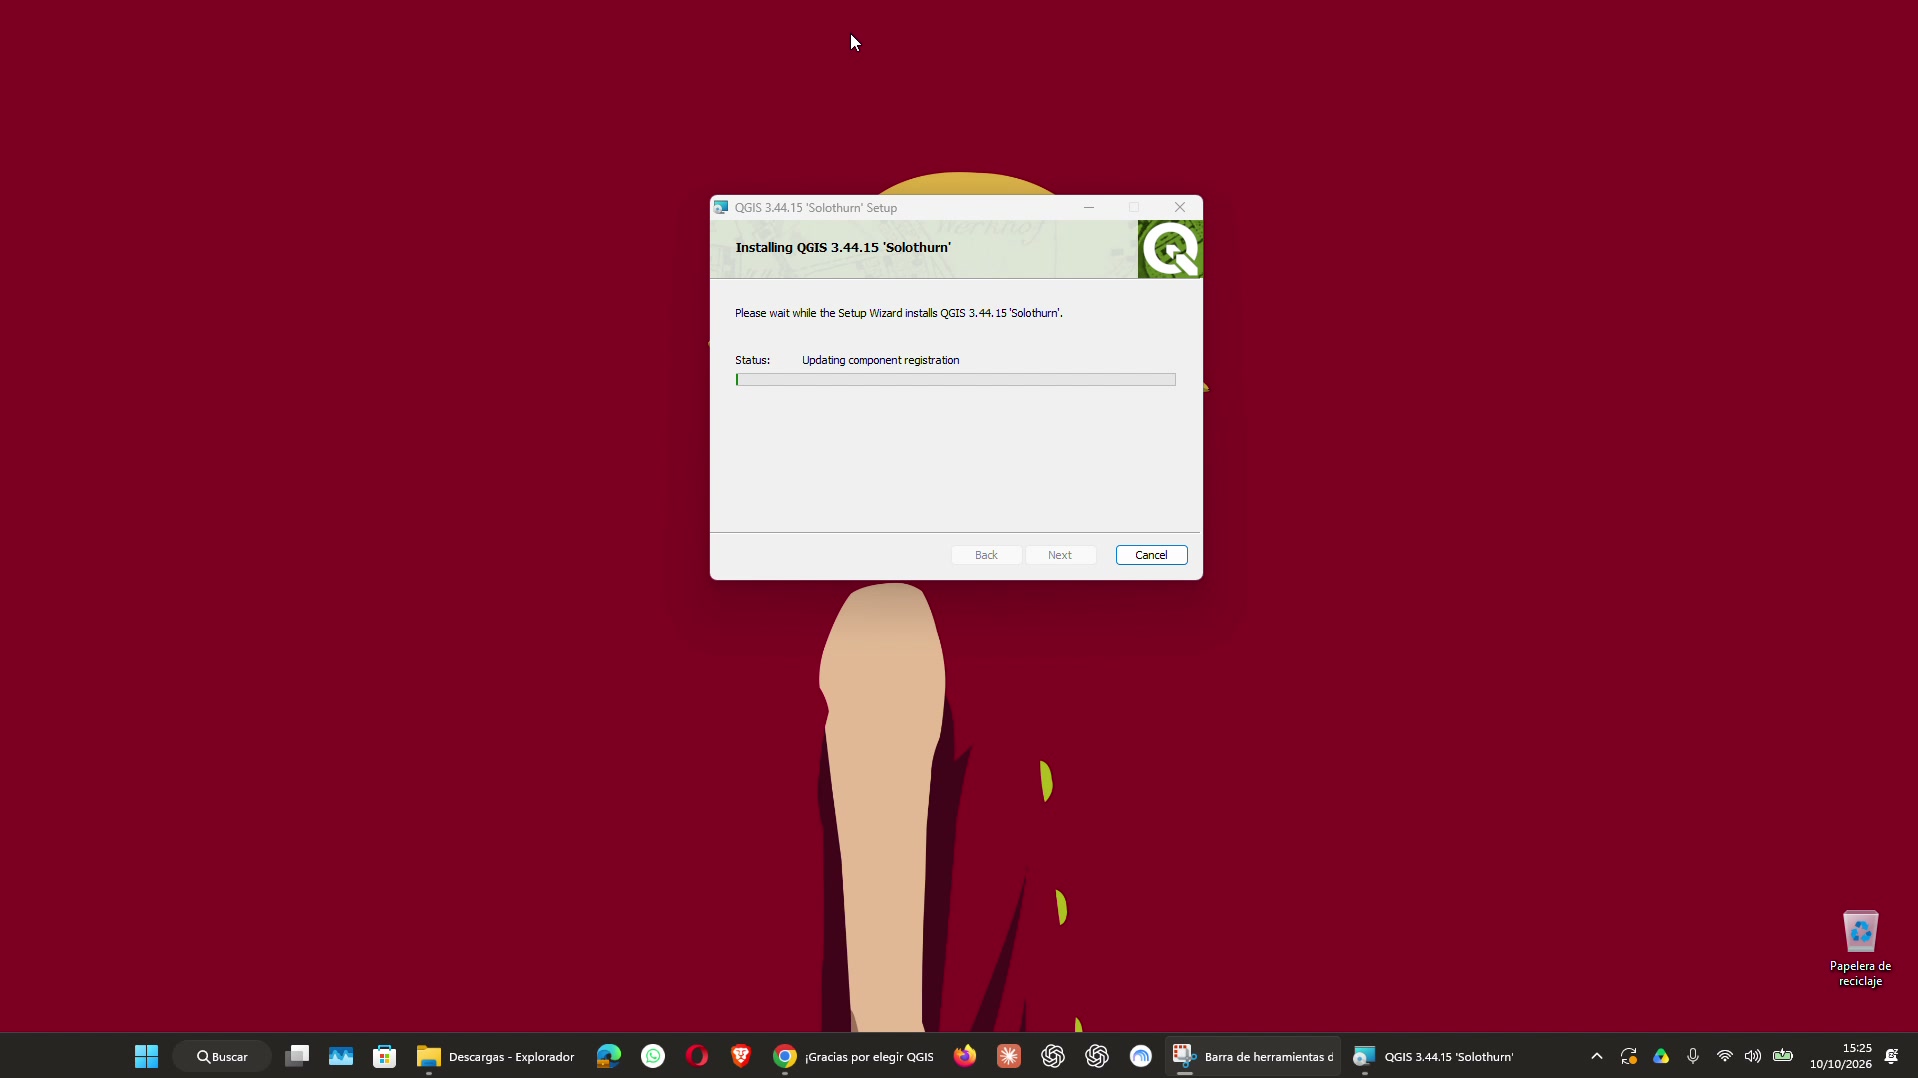 QGIS 3.44.15 'Solothurn' Setup
Installing QGIS 3.44.15 'Solothurn'
Please wait while the Setup Wizard installs QGIS 3.44.15 'Solothurn'.
Status: Updating component registration
Back Next Cancel
Papelera de
reciclaje
Buscar
Descargas - Explorador
¡Gracias por elegir QGIS
Barra de herramientas d
QGIS 3.44.15 'Solothurn'
15:25
10/10/2026